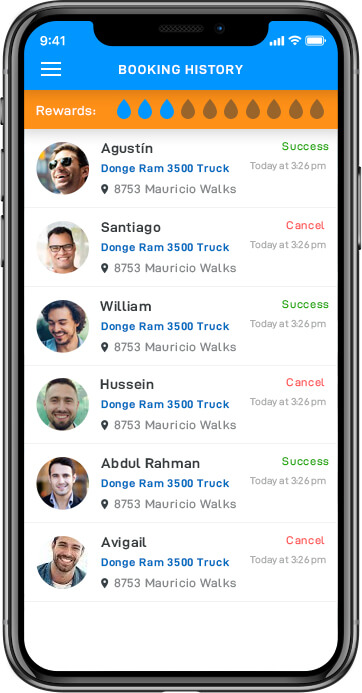 9:41
BOOKING HISTORY
Rewards:
Agustín
Success
Donge Ram 3500 Truck
Today at 3:26 pm
8753 Mauricio Walks
Santiago
Cancel
Donge Ram 3500 Truck
Today at 3:26 pm
8753 Mauricio Walks
William
Success
Donge Ram 3500 Truck
Today at 3:26 pm
8753 Mauricio Walks
Hussein
Cancel
Donge Ram 3500 Truck
Today at 3:26 pm
8753 Mauricio Walks
Abdul Rahman
Success
Donge Ram 3500 Truck
Today at 3:26 pm
8753 Mauricio Walks
Avigail
Cancel
Donge Ram 3500 Truck
Today at 3:26 pm
8753 Mauricio Walks